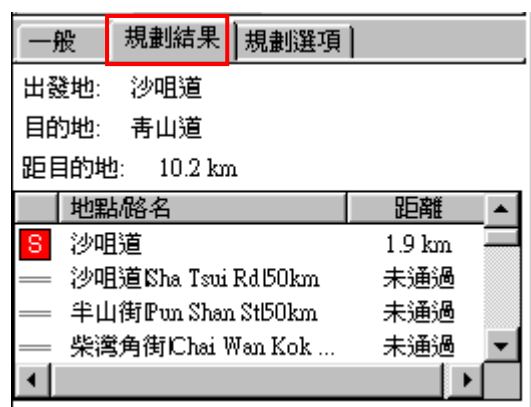 一般 規劃結果 規劃選項
出發地: 沙咀道
目的地: 青山道
距目的地: 10.2 km
地點/路名 距離
S 沙咀道 1.9 km
沙咀道|Sha Tsui Rd|50km 未通過
半山街|Pun Shan St|50km 未通過
柴灣角街|Chai Wan Kok ... 未通過